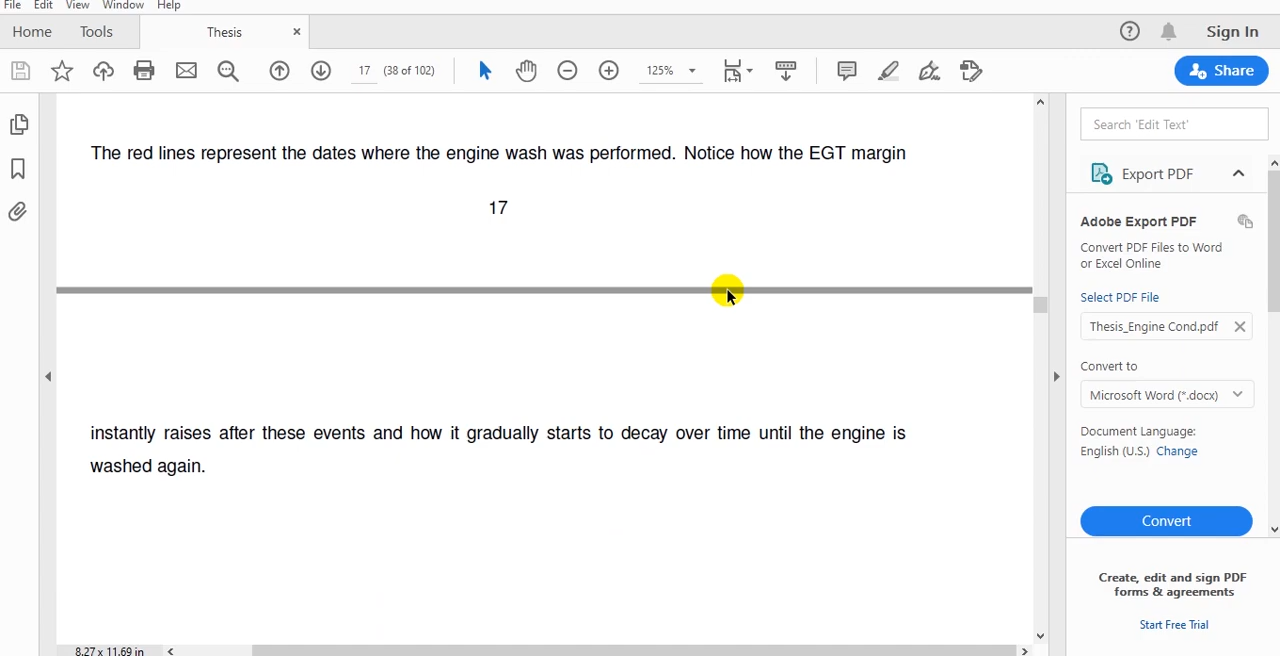 File Edit View Window Help
Home Tools Thesis × Sign In
17 (38 of 102) 125% Share
The red lines represent the dates where the engine wash was performed. Notice how the EGT margin
17
instantly raises after these events and how it gradually starts to decay over time until the engine is
washed again.
8.27 x 11.69 in
Search 'Edit Text'
Export PDF
Adobe Export PDF
Convert PDF Files to Word
or Excel Online
Select PDF File
Thesis_Engine Cond.pdf
Convert to
Microsoft Word (*.docx)
Document Language:
English (U.S.) Change
Convert
Create, edit and sign PDF
forms & agreements
Start Free Trial